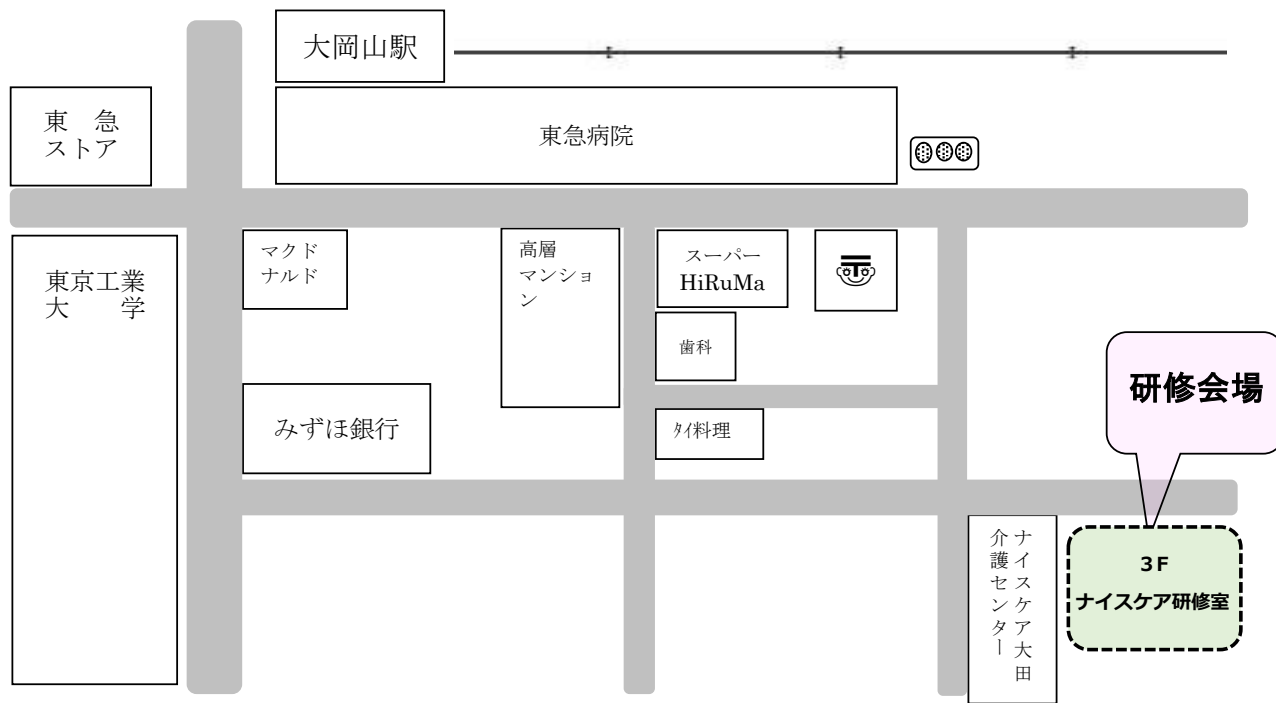 大岡山駅
東　急
ストア
東急病院
東京工業
大　　学
マクド
ナルド
高層
マンショ
ン
スーパー
HiRuMa
歯科
研修会場
みずほ銀行
ﾀｲ料理
ナイスケア大田
介護センター
3F
ナイスケア研修室